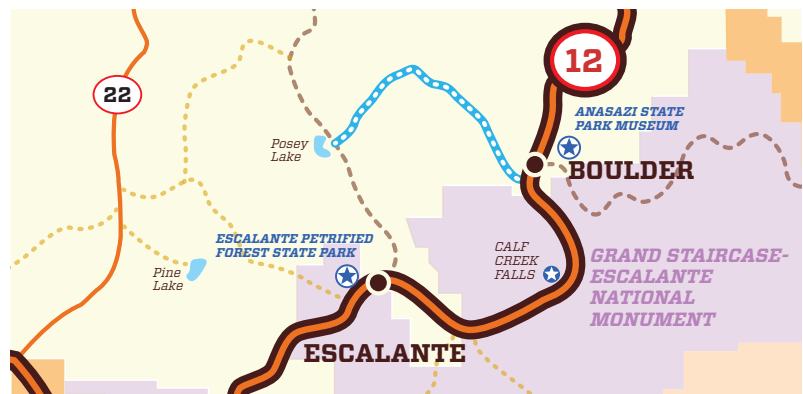 12
22
ANASAZI STATE
PARK MUSEUM
Posey
Lake
BOULDER
ESCALANTE PETRIFIED
FOREST STATE PARK
CALF
CREEK
FALLS
GRAND STAIRCASE-
ESCALANTE
NATIONAL
MONUMENT
Pine
Lake
ESCALANTE